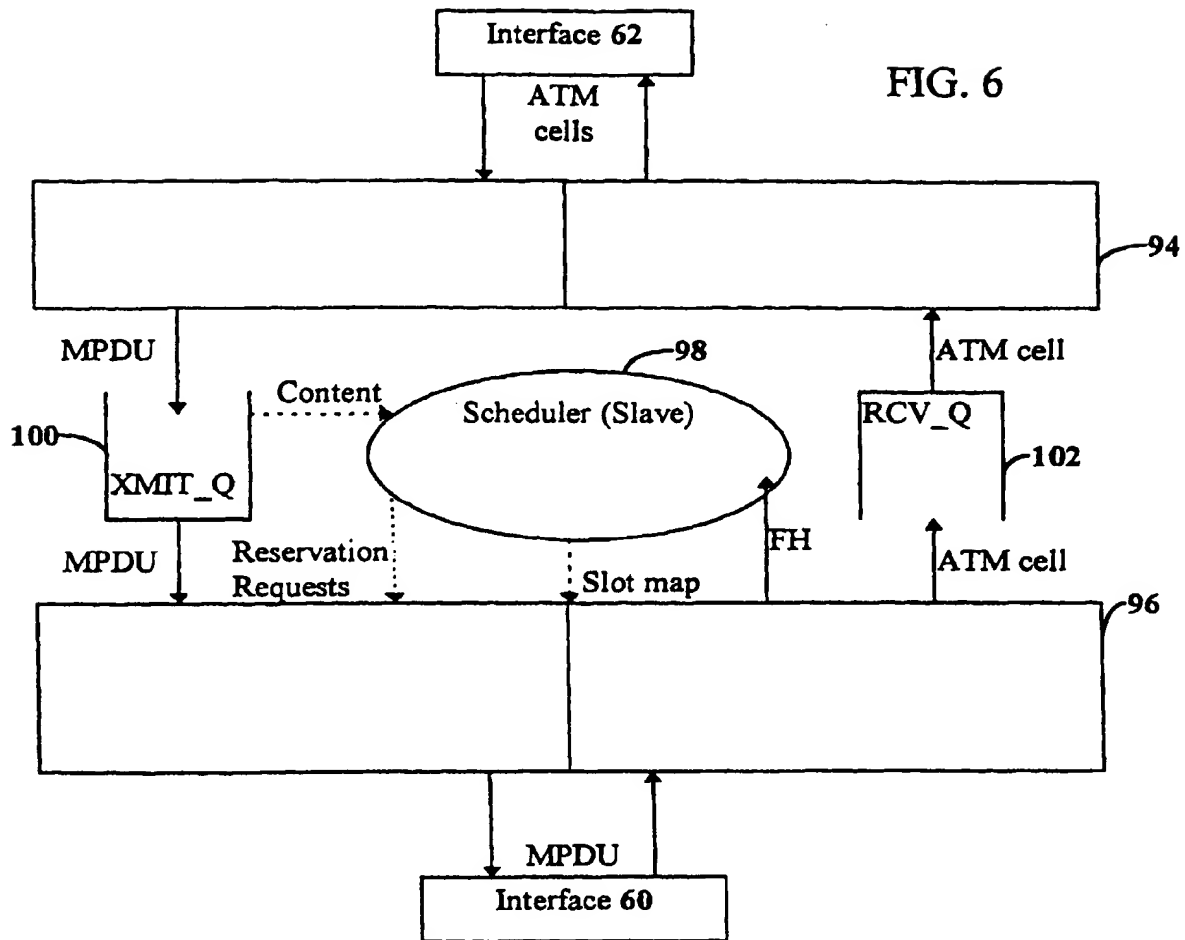 Interface 62
FIG. 6
ATM
cells
94
MPDU
ATM cell
98
Content
Scheduler (Slave)
RCV_Q
100
102
XMIT_Q
MPDU
Reservation
Requests
Slot map
FH
ATM cell
96
MPDU
Interface 60